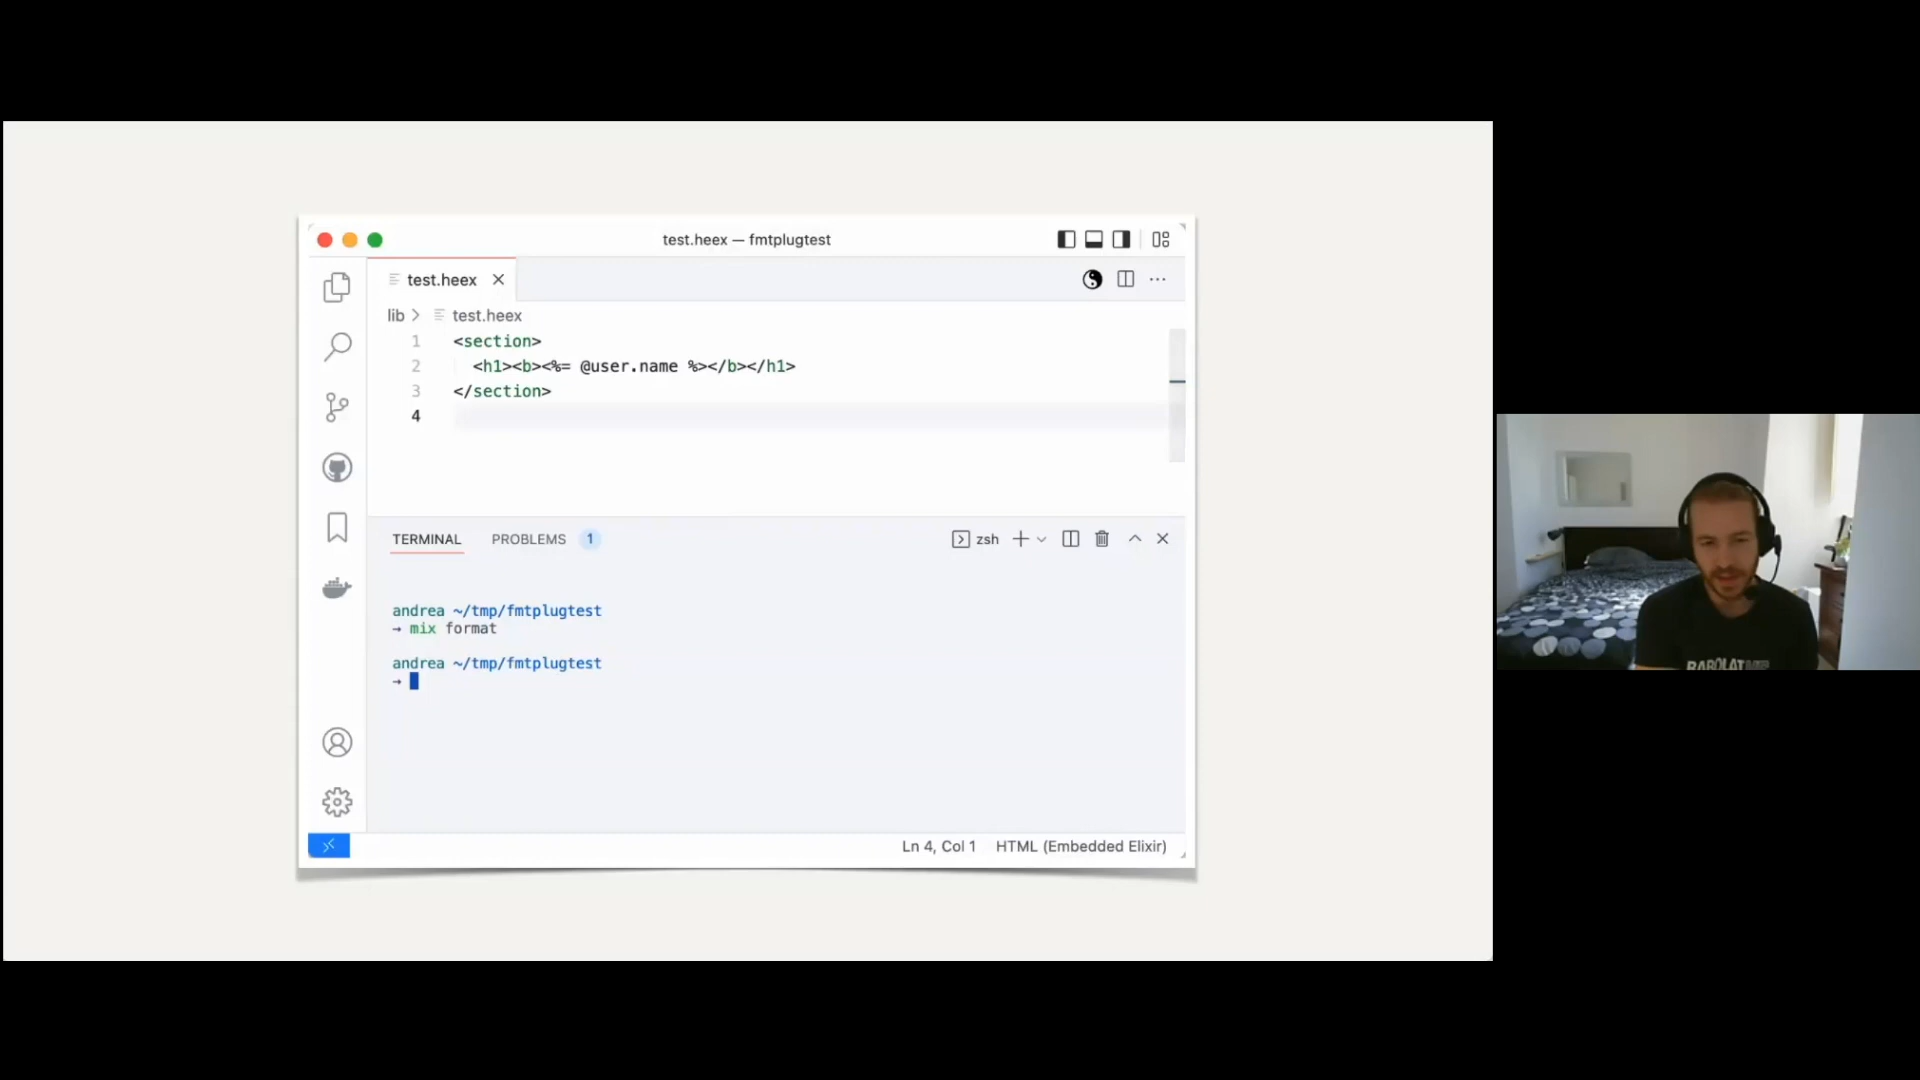 test.heex — fmtplugtest
test.heex
lib > test.heex
1 <section>
2 <h1><b><%= @user.name %></b></h1>
3 </section>
4
TERMINAL PROBLEMS 1 zsh
andrea ~/tmp/fmtplugtest
→ mix format
andrea ~/tmp/fmtplugtest
→
Ln 4, Col 1 HTML (Embedded Elixir)